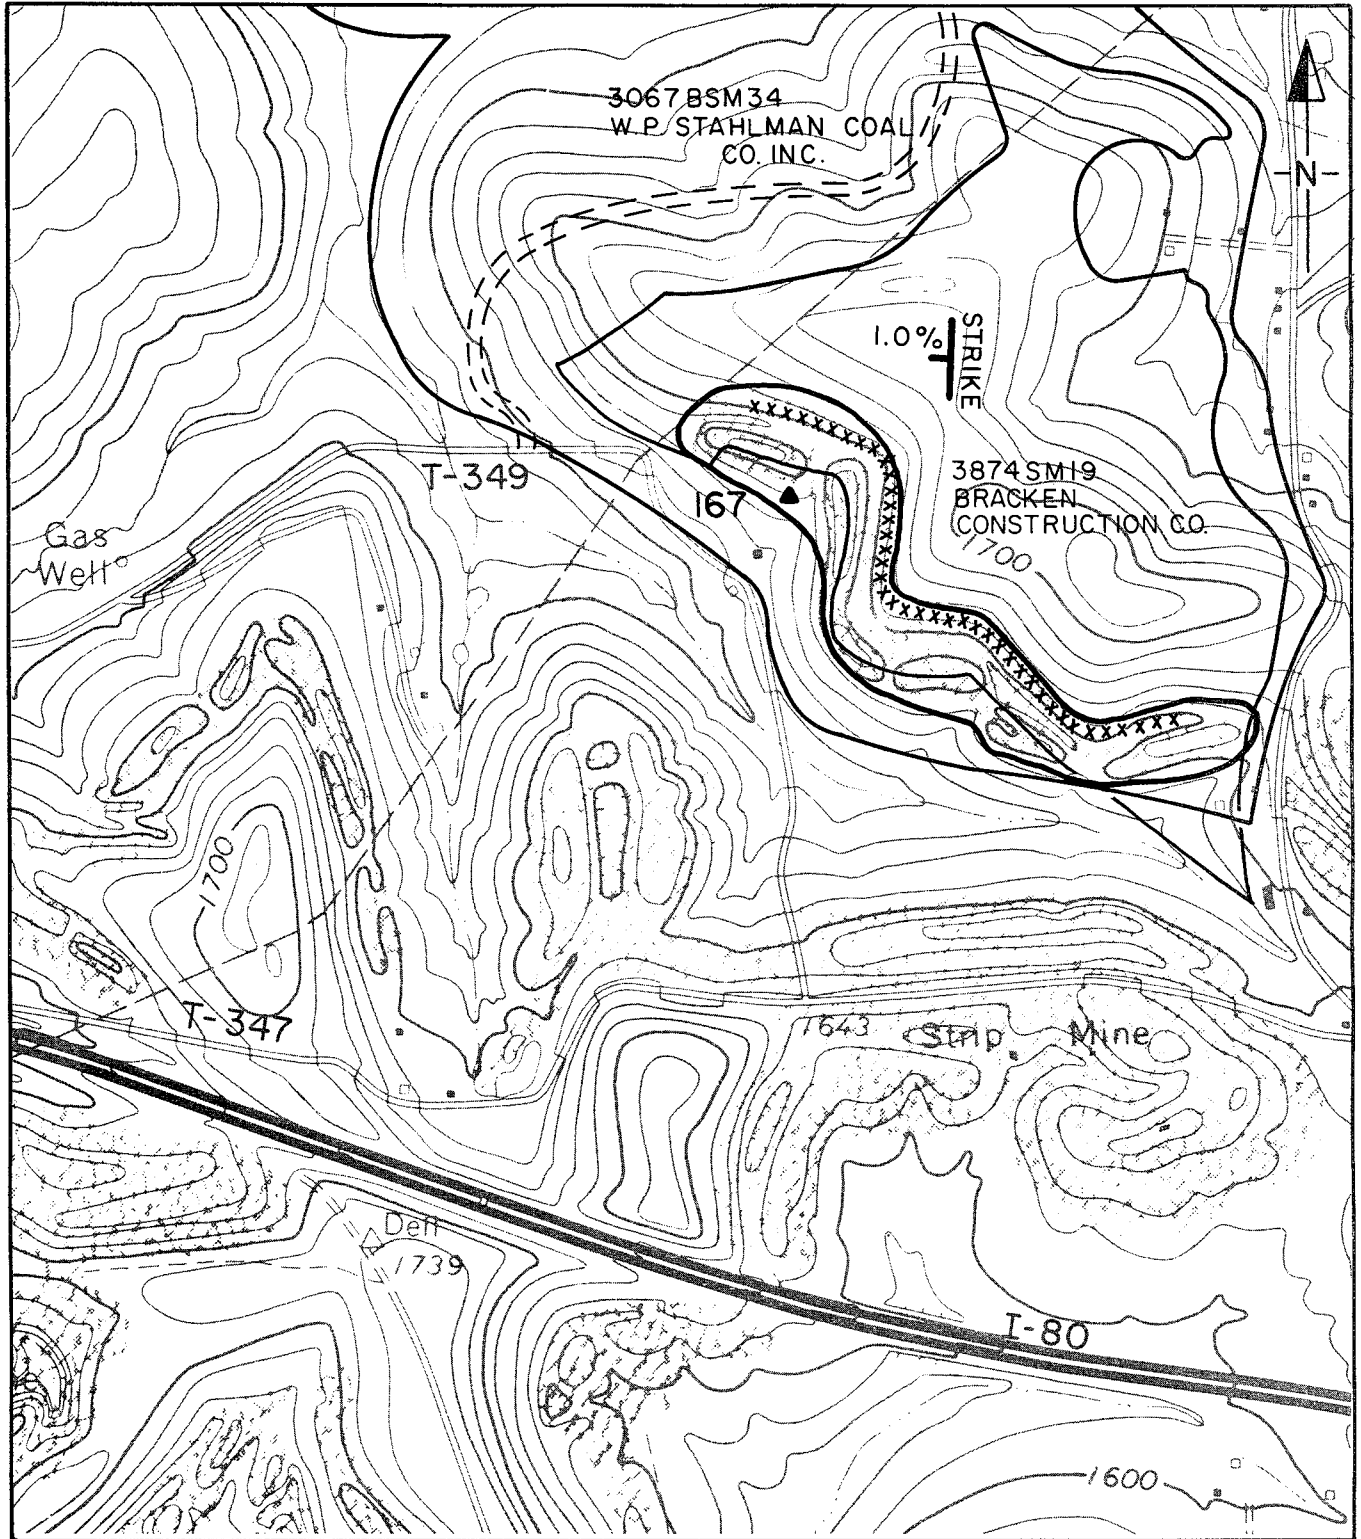 3067BSM34
W.P. STAHLMAN COAL
CO. INC.
N
1.0%
STRIKE
T-349
167
3874SM19
BRACKEN
CONSTRUCTION CO.
1700
Gas
Well
1700
T-347
1643
Strip Mine
Dell
1739
I-80
1600